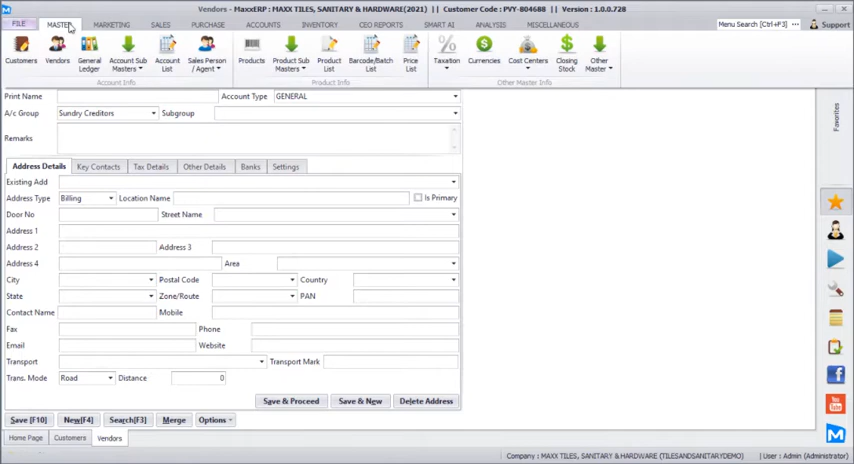 Vendors - MaxxERP : MAXX TILES, SANITARY & HARDWARE(2021) | Customer Code : PVY-804688 | Version : 1.0.0.728
FILE MASTER MARKETING SALES PURCHASE ACCOUNTS INVENTORY CEO REPORTS SMART AI ANALYSIS MISCELLANEOUS Menu Search [Ctrl+F3] ... Support
Customers Vendors General Ledger Account Sub Masters Account List Sales Person / Agent Products Product Sub Masters Product List Barcode/Batch List Price List Taxation Currencies Cost Centers Closing Stock Other Master
Account Info Product Info Other Master Info
Print Name Account Type GENERAL
A/c Group Sundry Creditors Subgroup
Remarks
Address Details Key Contacts Tax Details Other Details Banks Settings
Existing Add
Address Type Billing Location Name Is Primary
Door No Street Name
Address 1
Address 2 Address 3
Address 4 Area
City Postal Code Country
State Zone/Route PAN
Contact Name Mobile
Fax Phone
Email Website
Transport Transport Mark
Trans. Mode Road Distance 0
Save & Proceed Save & New Delete Address
Save [F10] New[F4] Search[F3] Merge Options
Home Page Customers Vendors
Company : MAXX TILES, SANITARY & HARDWARE (TILESANDSANITARYDEMO) | User : Admin (Administrator)
Favorites